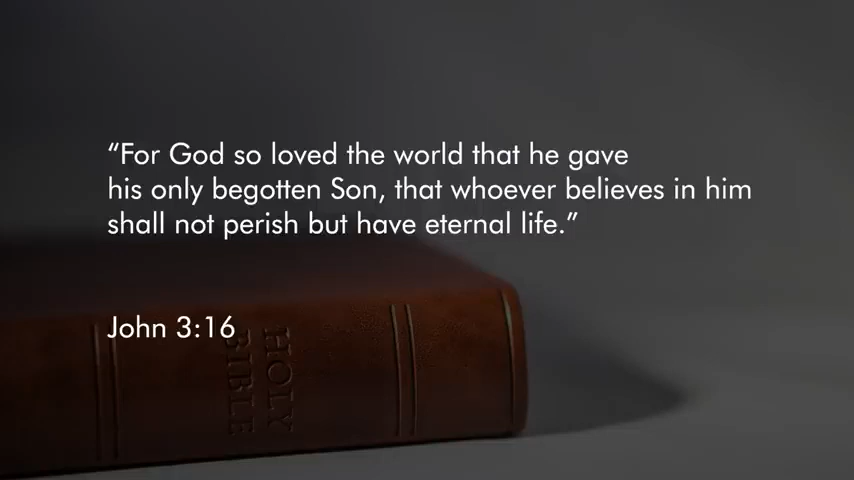 “For God so loved the world that he gave
his only begotten Son, that whoever believes in him
shall not perish but have eternal life.”
John 3:16
HOLY
BIBLE